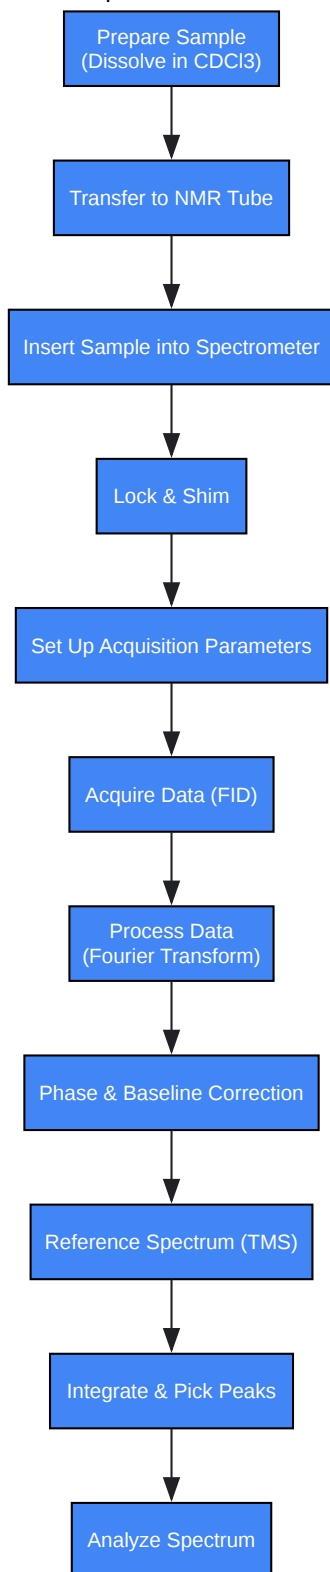 Prepare Sample
(Dissolve in CDCl3)
Transfer to NMR Tube
Insert Sample into Spectrometer
Lock & Shim
Set Up Acquisition Parameters
Acquire Data (FID)
Process Data
(Fourier Transform)
Phase & Baseline Correction
Reference Spectrum (TMS)
Integrate & Pick Peaks
Analyze Spectrum